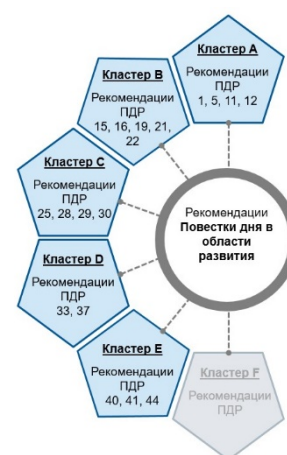 Кластер A
Рекомендации
ПДР
1, 5, 11, 12
Кластер B
Рекомендации
ПДР
15, 16, 19, 21,
22
Кластер C
Рекомендации
ПДР
25, 28, 29, 30
Кластер D
Рекомендации
ПДР
33, 37
Кластер E
Рекомендации
ПДР
40, 41, 44
Кластер F
Рекомендации
ПДР
Рекомендации
Повестки дня в
области
развития